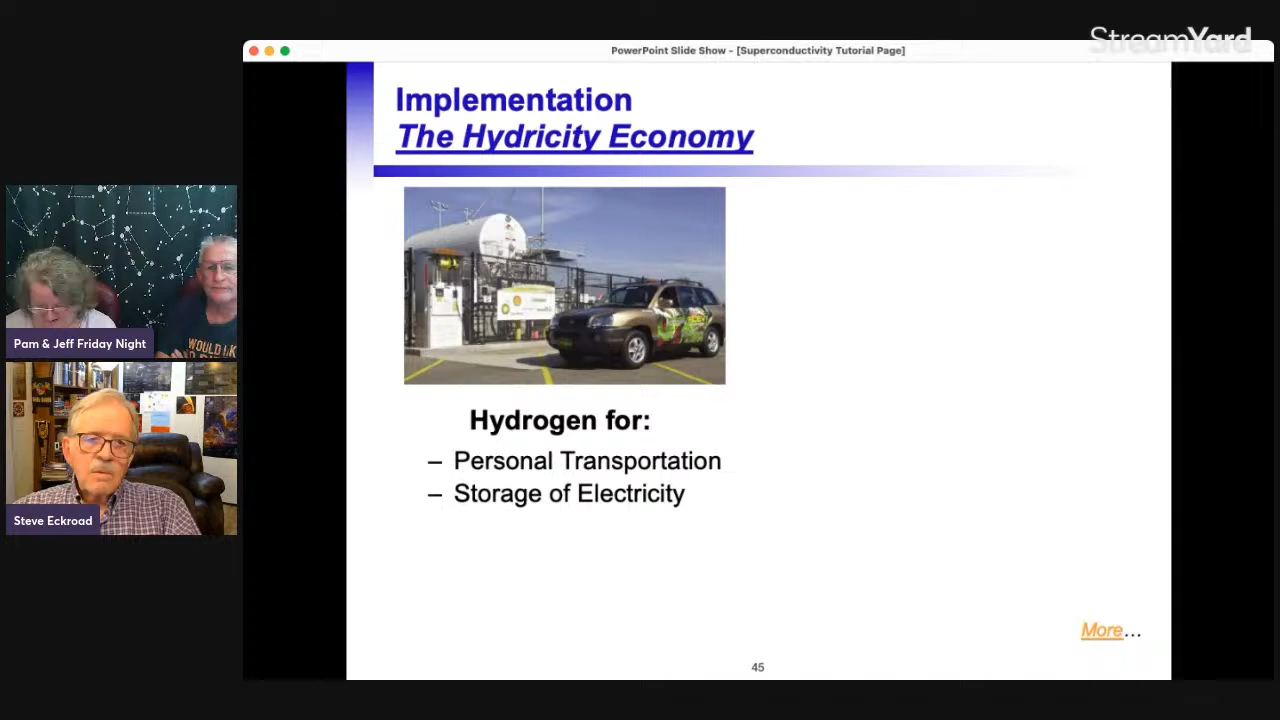 StreamYard
PowerPoint Slide Show - [Superconductivity Tutorial Page]
Implementation
The Hydricity Economy
Hydrogen for:
– Personal Transportation
– Storage of Electricity
More...
45
WOULD I
Pam & Jeff Friday Night
Steve Eckroad